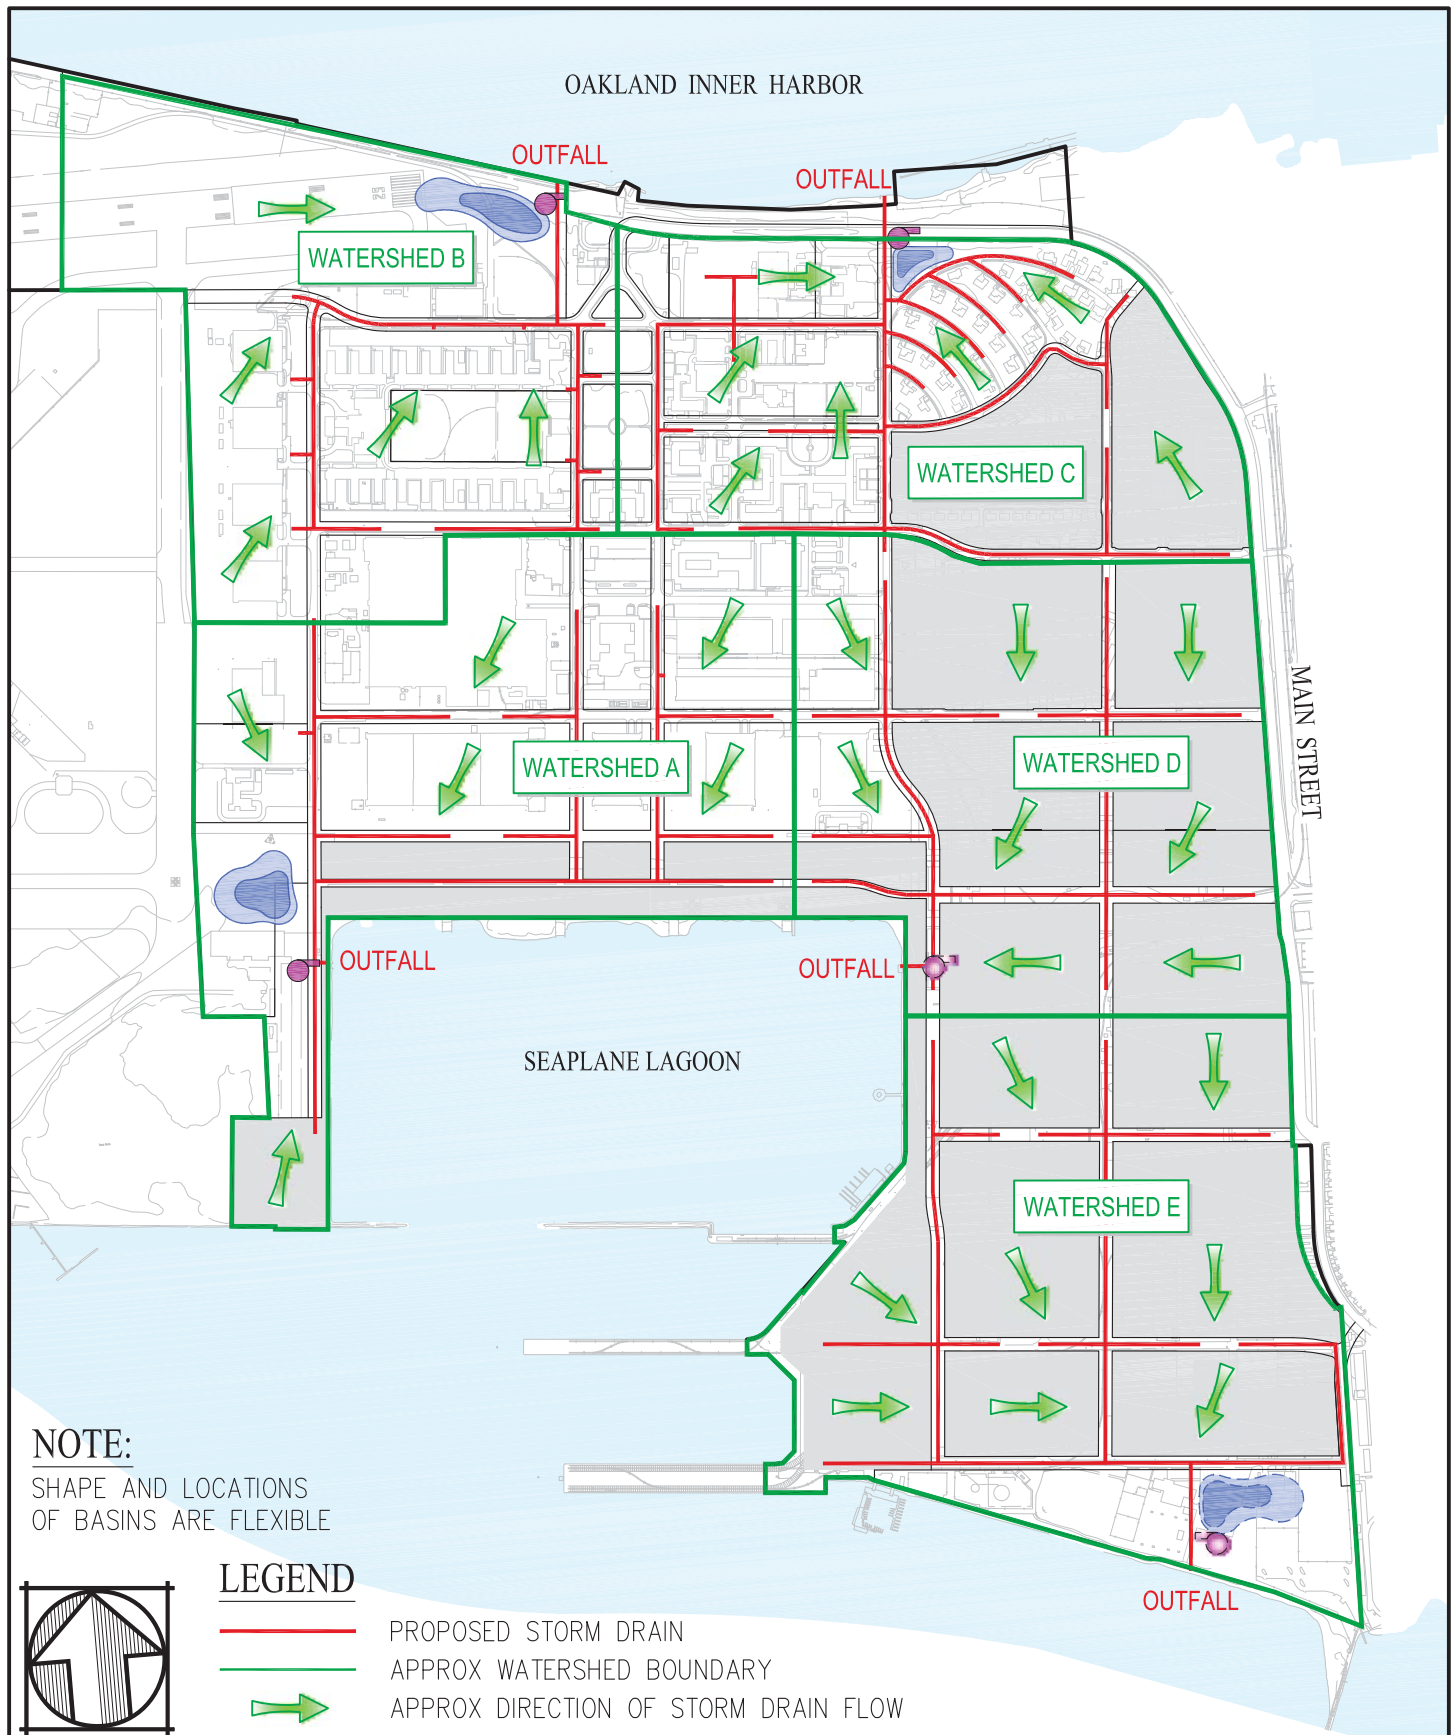 OAKLAND INNER HARBOR
OUTFALL
OUTFALL
WATERSHED B
WATERSHED C
MAIN STREET
WATERSHED A
WATERSHED D
OUTFALL
OUTFALL
SEAPLANE LAGOON
WATERSHED E
NOTE:
SHAPE AND LOCATIONS
OF BASINS ARE FLEXIBLE
OUTFALL
LEGEND
PROPOSED STORM DRAIN
APPROX WATERSHED BOUNDARY
APPROX DIRECTION OF STORM DRAIN FLOW